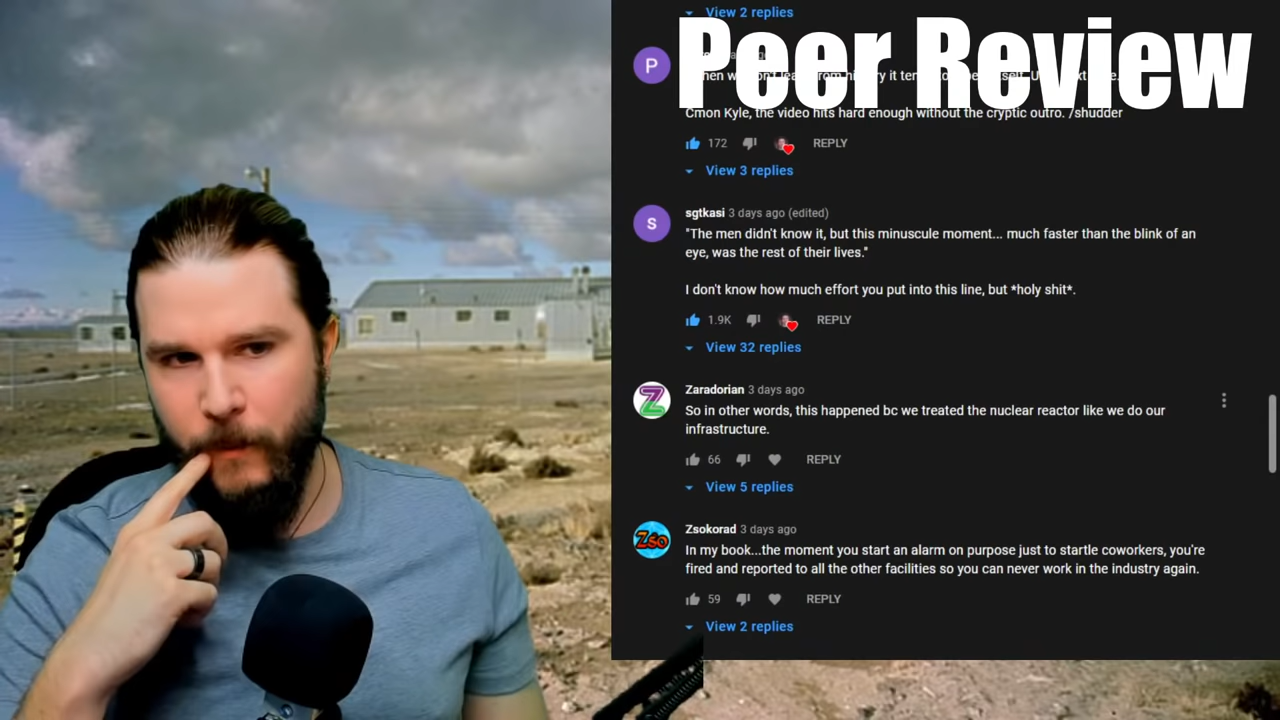 View 2 replies
Peer Review
P
Cmon Kyle, the video hits hard enough without the cryptic outro. /shudder
172
REPLY
View 3 replies
S
sgtkasi 3 days ago (edited)
"The men didn't know it, but this minuscule moment... much faster than the blink of an
eye, was the rest of their lives."
I don't know how much effort you put into this line, but *holy shit*.
1.9K
REPLY
View 32 replies
Z
Zaradorian 3 days ago
So in other words, this happened bc we treated the nuclear reactor like we do our
infrastructure.
66
REPLY
View 5 replies
Zso
Zsokorad 3 days ago
In my book...the moment you start an alarm on purpose just to startle coworkers, you're
fired and reported to all the other facilities so you can never work in the industry again.
59
REPLY
View 2 replies